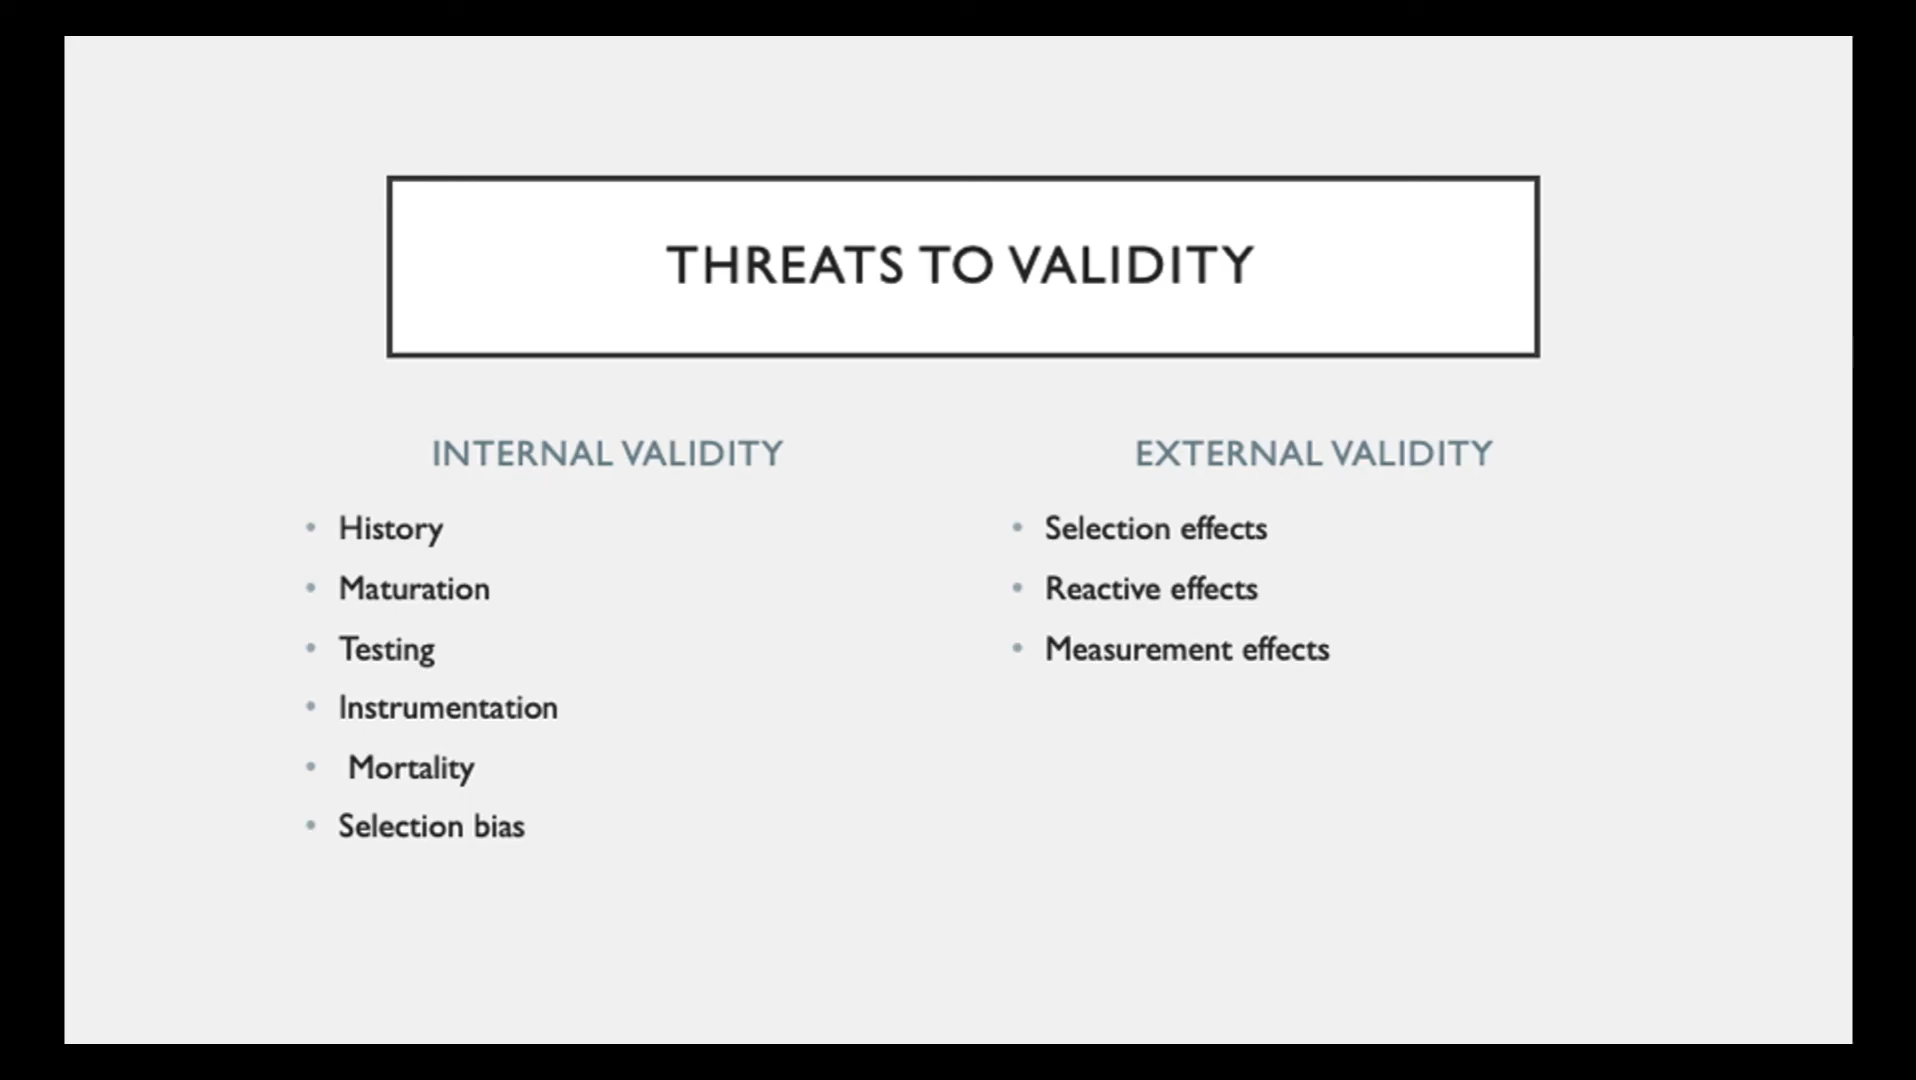 THREATS TO VALIDITY
INTERNAL VALIDITY
• History
• Maturation
• Testing
• Instrumentation
• Mortality
• Selection bias
EXTERNAL VALIDITY
• Selection effects
• Reactive effects
• Measurement effects